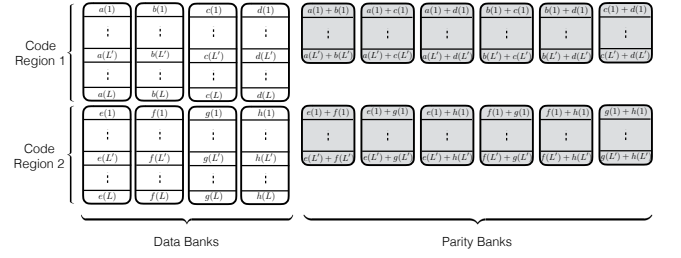 a(1) b(1) c(1) d(1) a(1) + b(1) a(1) + c(1) a(1) + d(1) b(1) + c(1) b(1) + d(1) c(1) + d(1)
Code
Region 1
a(L′) b(L′) c(L′) d(L′) a(L′) + b(L′) a(L′) + c(L′) a(L′) + d(L′) b(L′) + c(L′) b(L′) + d(L′) c(L′) + d(L′)
a(L) b(L) c(L) d(L)
e(1) f(1) g(1) h(1) e(1) + f(1) e(1) + g(1) e(1) + h(1) f(1) + g(1) f(1) + h(1) g(1) + h(1)
Code
Region 2
e(L′) f(L′) g(L′) h(L′) e(L′) + f(L′) e(L′) + g(L′) e(L′) + h(L′) f(L′) + g(L′) f(L′) + h(L′) g(L′) + h(L′)
e(L) f(L) g(L) h(L)
Data Banks Parity Banks